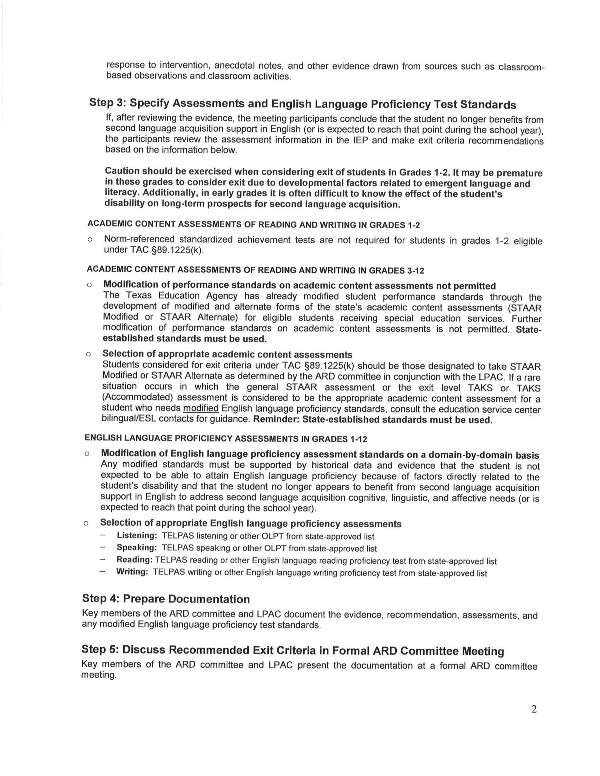 response to intervention, anecdotal notes, and other evidence drawn from sources such as classroom-
based observations and classroom activities.
Step 3: Specify Assessments and English Language Proficiency Test Standards
If, after reviewing the evidence, the meeting participants conclude that the student no longer benefits from
second language acquisition support in English (or is expected to reach that point during the school year),
the participants review the assessment information in the IEP and make exit criteria recommendations
based on the information below.
Caution should be exercised when considering exit of students in Grades 1-2. It may be premature
in these grades to consider exit due to developmental factors related to emergent language and
literacy. Additionally, in early grades it is often difficult to know the effect of the student's
disability on long-term prospects for second language acquisition.
ACADEMIC CONTENT ASSESSMENTS OF READING AND WRITING IN GRADES 1-2
○ Norm-referenced standardized achievement tests are not required for students in grades 1-2 eligible
under TAC §89.1225(k).
ACADEMIC CONTENT ASSESSMENTS OF READING AND WRITING IN GRADES 3-12
○ Modification of performance standards on academic content assessments not permitted
The Texas Education Agency has already modified student performance standards through the
development of modified and alternate forms of the state's academic content assessments (STAAR
Modified or STAAR Alternate) for eligible students receiving special education services. Further
modification of performance standards on academic content assessments is not permitted. State-
established standards must be used.
○ Selection of appropriate academic content assessments
Students considered for exit criteria under TAC §89.1225(k) should be those designated to take STAAR
Modified or STAAR Alternate as determined by the ARD committee in conjunction with the LPAC. If a rare
situation occurs in which the general STAAR assessment or the exit level TAKS or TAKS
(Accommodated) assessment is considered to be the appropriate academic content assessment for a
student who needs modified English language proficiency standards, consult the education service center
bilingual/ESL contacts for guidance. Reminder: State-established standards must be used.
ENGLISH LANGUAGE PROFICIENCY ASSESSMENTS IN GRADES 1-12
○ Modification of English language proficiency assessment standards on a domain-by-domain basis
Any modified standards must be supported by historical data and evidence that the student is not
expected to be able to attain English language proficiency because of factors directly related to the
student's disability and that the student no longer appears to benefit from second language acquisition
support in English to address second language acquisition cognitive, linguistic, and affective needs (or is
expected to reach that point during the school year).
○ Selection of appropriate English language proficiency assessments
– Listening: TELPAS listening or other OLPT from state-approved list
– Speaking: TELPAS speaking or other OLPT from state-approved list
– Reading: TELPAS reading or other English language reading proficiency test from state-approved list
– Writing: TELPAS writing or other English language writing proficiency test from state-approved list
Step 4: Prepare Documentation
Key members of the ARD committee and LPAC document the evidence, recommendation, assessments, and
any modified English language proficiency test standards.
Step 5: Discuss Recommended Exit Criteria in Formal ARD Committee Meeting
Key members of the ARD committee and LPAC present the documentation at a formal ARD committee
meeting.
2